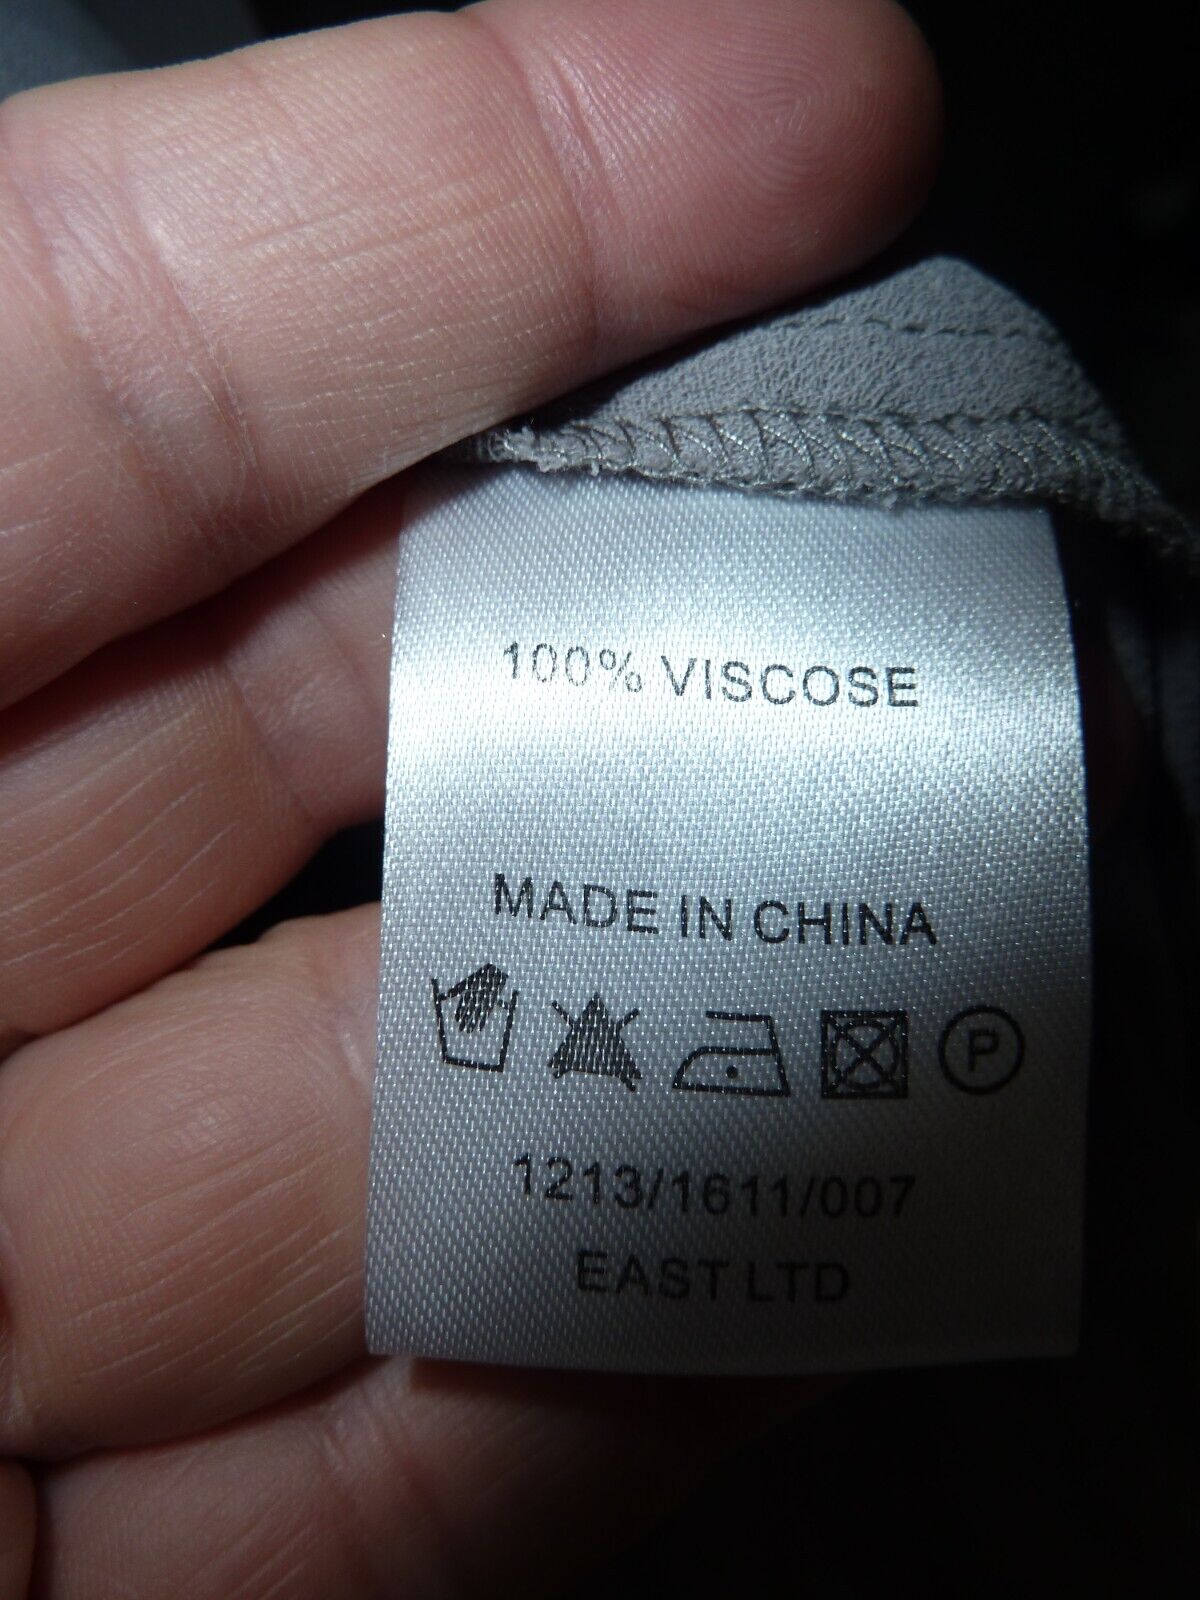 100% VISCOSE
MADE IN CHINA
P
1213/1611/007
EAST LTD